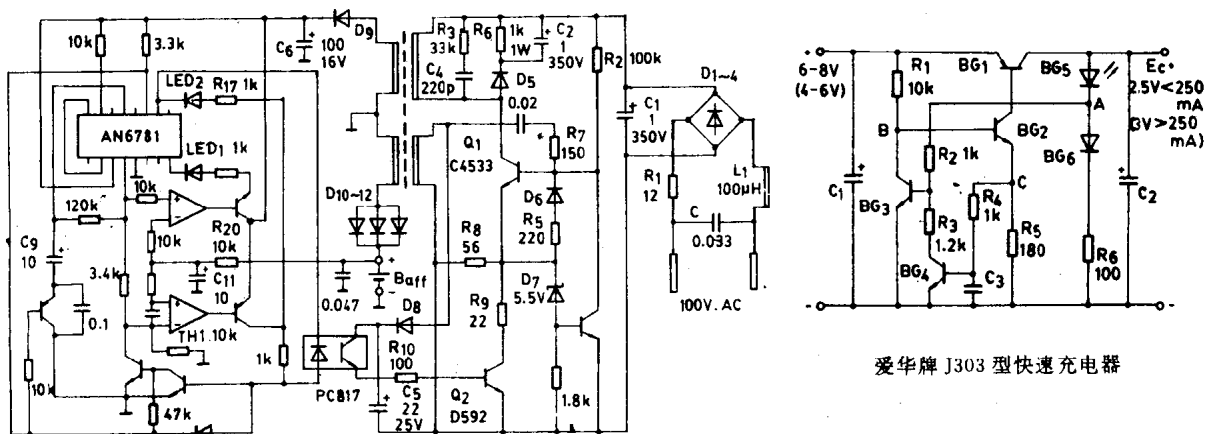 10k
3.3k
C6
100
16V
D9
R3
33k
C4
220p
R6
1k
1W
C2
1
350V
D5
R2
100k
0.02
LED2
R17 1k
AN6781
LED1 1k
10k
120k
10k
R20
10k
C9
10
3.4k
C11
10
0.1
TH1.10k
10k
47k
1k
D10~12
Baff
0.047
D8
PC817
R10
100
C5
22
25V
Q1
C4533
R7
150
D6
R5
220
R8
56
D7
5.5V
R9
22
Q2
D592
1.8k
C1
1
350V
D1~4
R1
12
L1
100μH
C
0.033
100V.AC
6-8V
(4-6V)
R1
10k
BG1
BG5
Ec+
2.5V<250
mA
(3V>250
mA)
A
B
BG2
BG6
R2 1k
C1
BG3
R4
1k
C
C2
R3
1.2k
R5
180
R6
100
BG4
C3
爱华牌 J303 型快速充电器